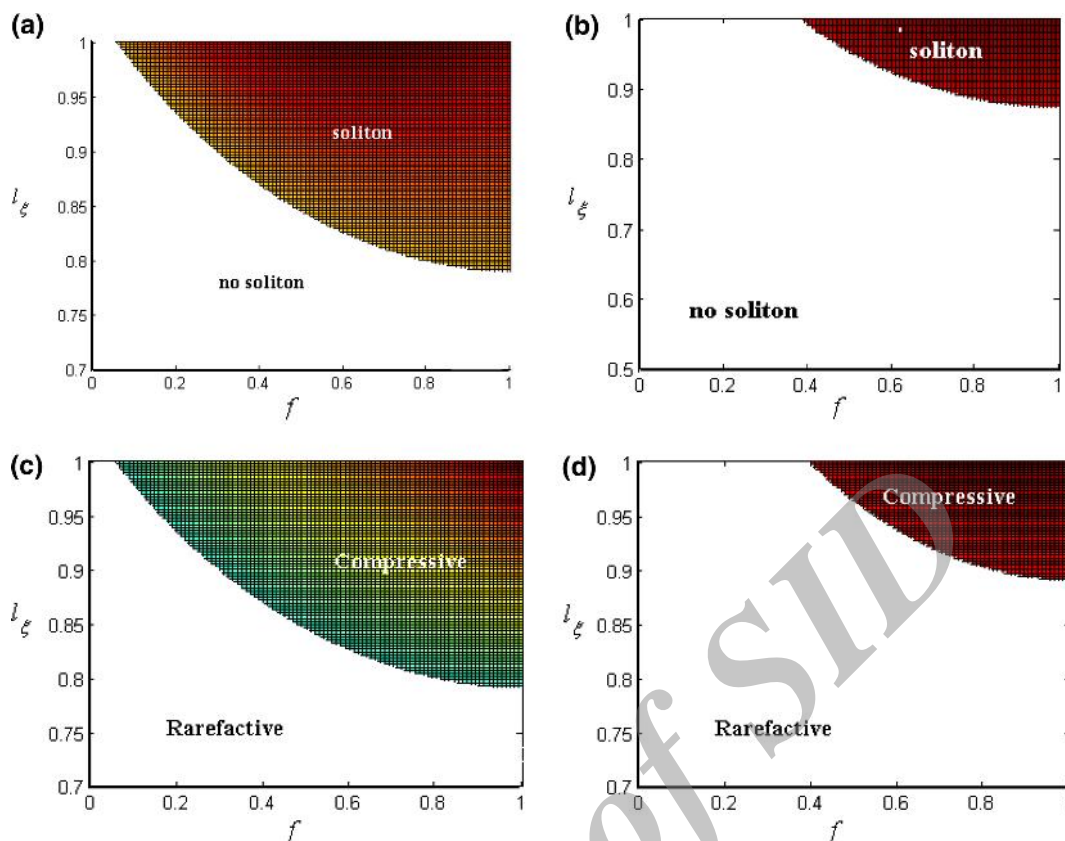 (a)
1
0.95
0.9
0.85
0.8
0.75
0.7
l ξ
soliton
no soliton
0 0.2 0.4 0.6 0.8 1
f
(b)
1
0.9
0.8
0.7
0.6
0.5
l ξ
soliton
no soliton
0 0.2 0.4 0.6 0.8 1
f
(c)
1
0.95
0.9
0.85
0.8
0.75
0.7
l ξ
Compressive
Rarefactive
0 0.2 0.4 0.6 0.8 1
f
(d)
1
0.95
0.9
0.85
0.8
0.75
0.7
l ξ
Compressive
Rarefactive
0 0.2 0.4 0.6 0.8
f
of SID